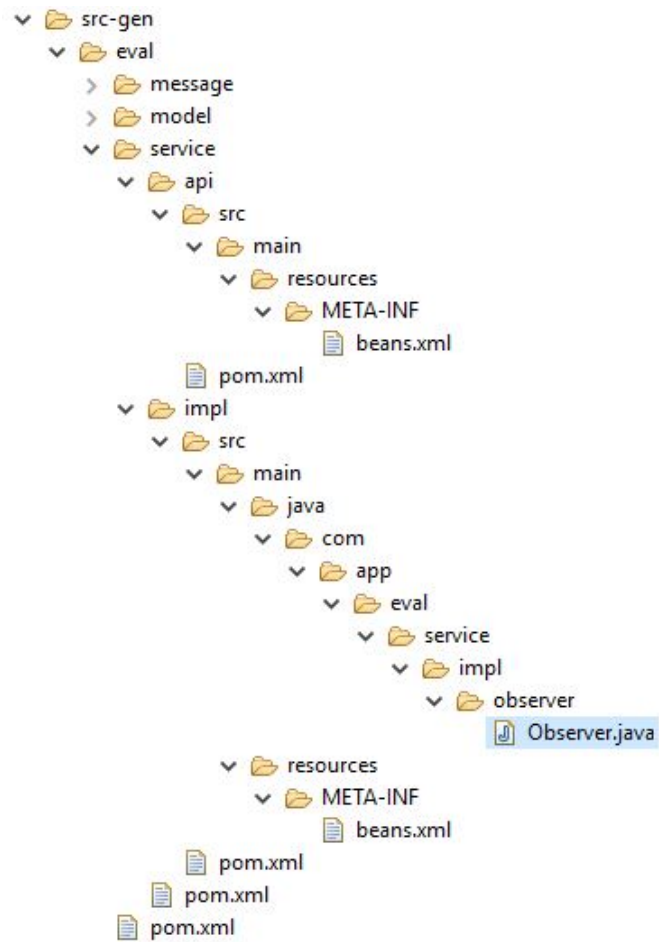 src-gen
eval
message
model
service
api
src
main
resources
META-INF
beans.xml
pom.xml
impl
src
main
java
com
app
eval
service
impl
observer
Observer.java
resources
META-INF
beans.xml
pom.xml
pom.xml
pom.xml